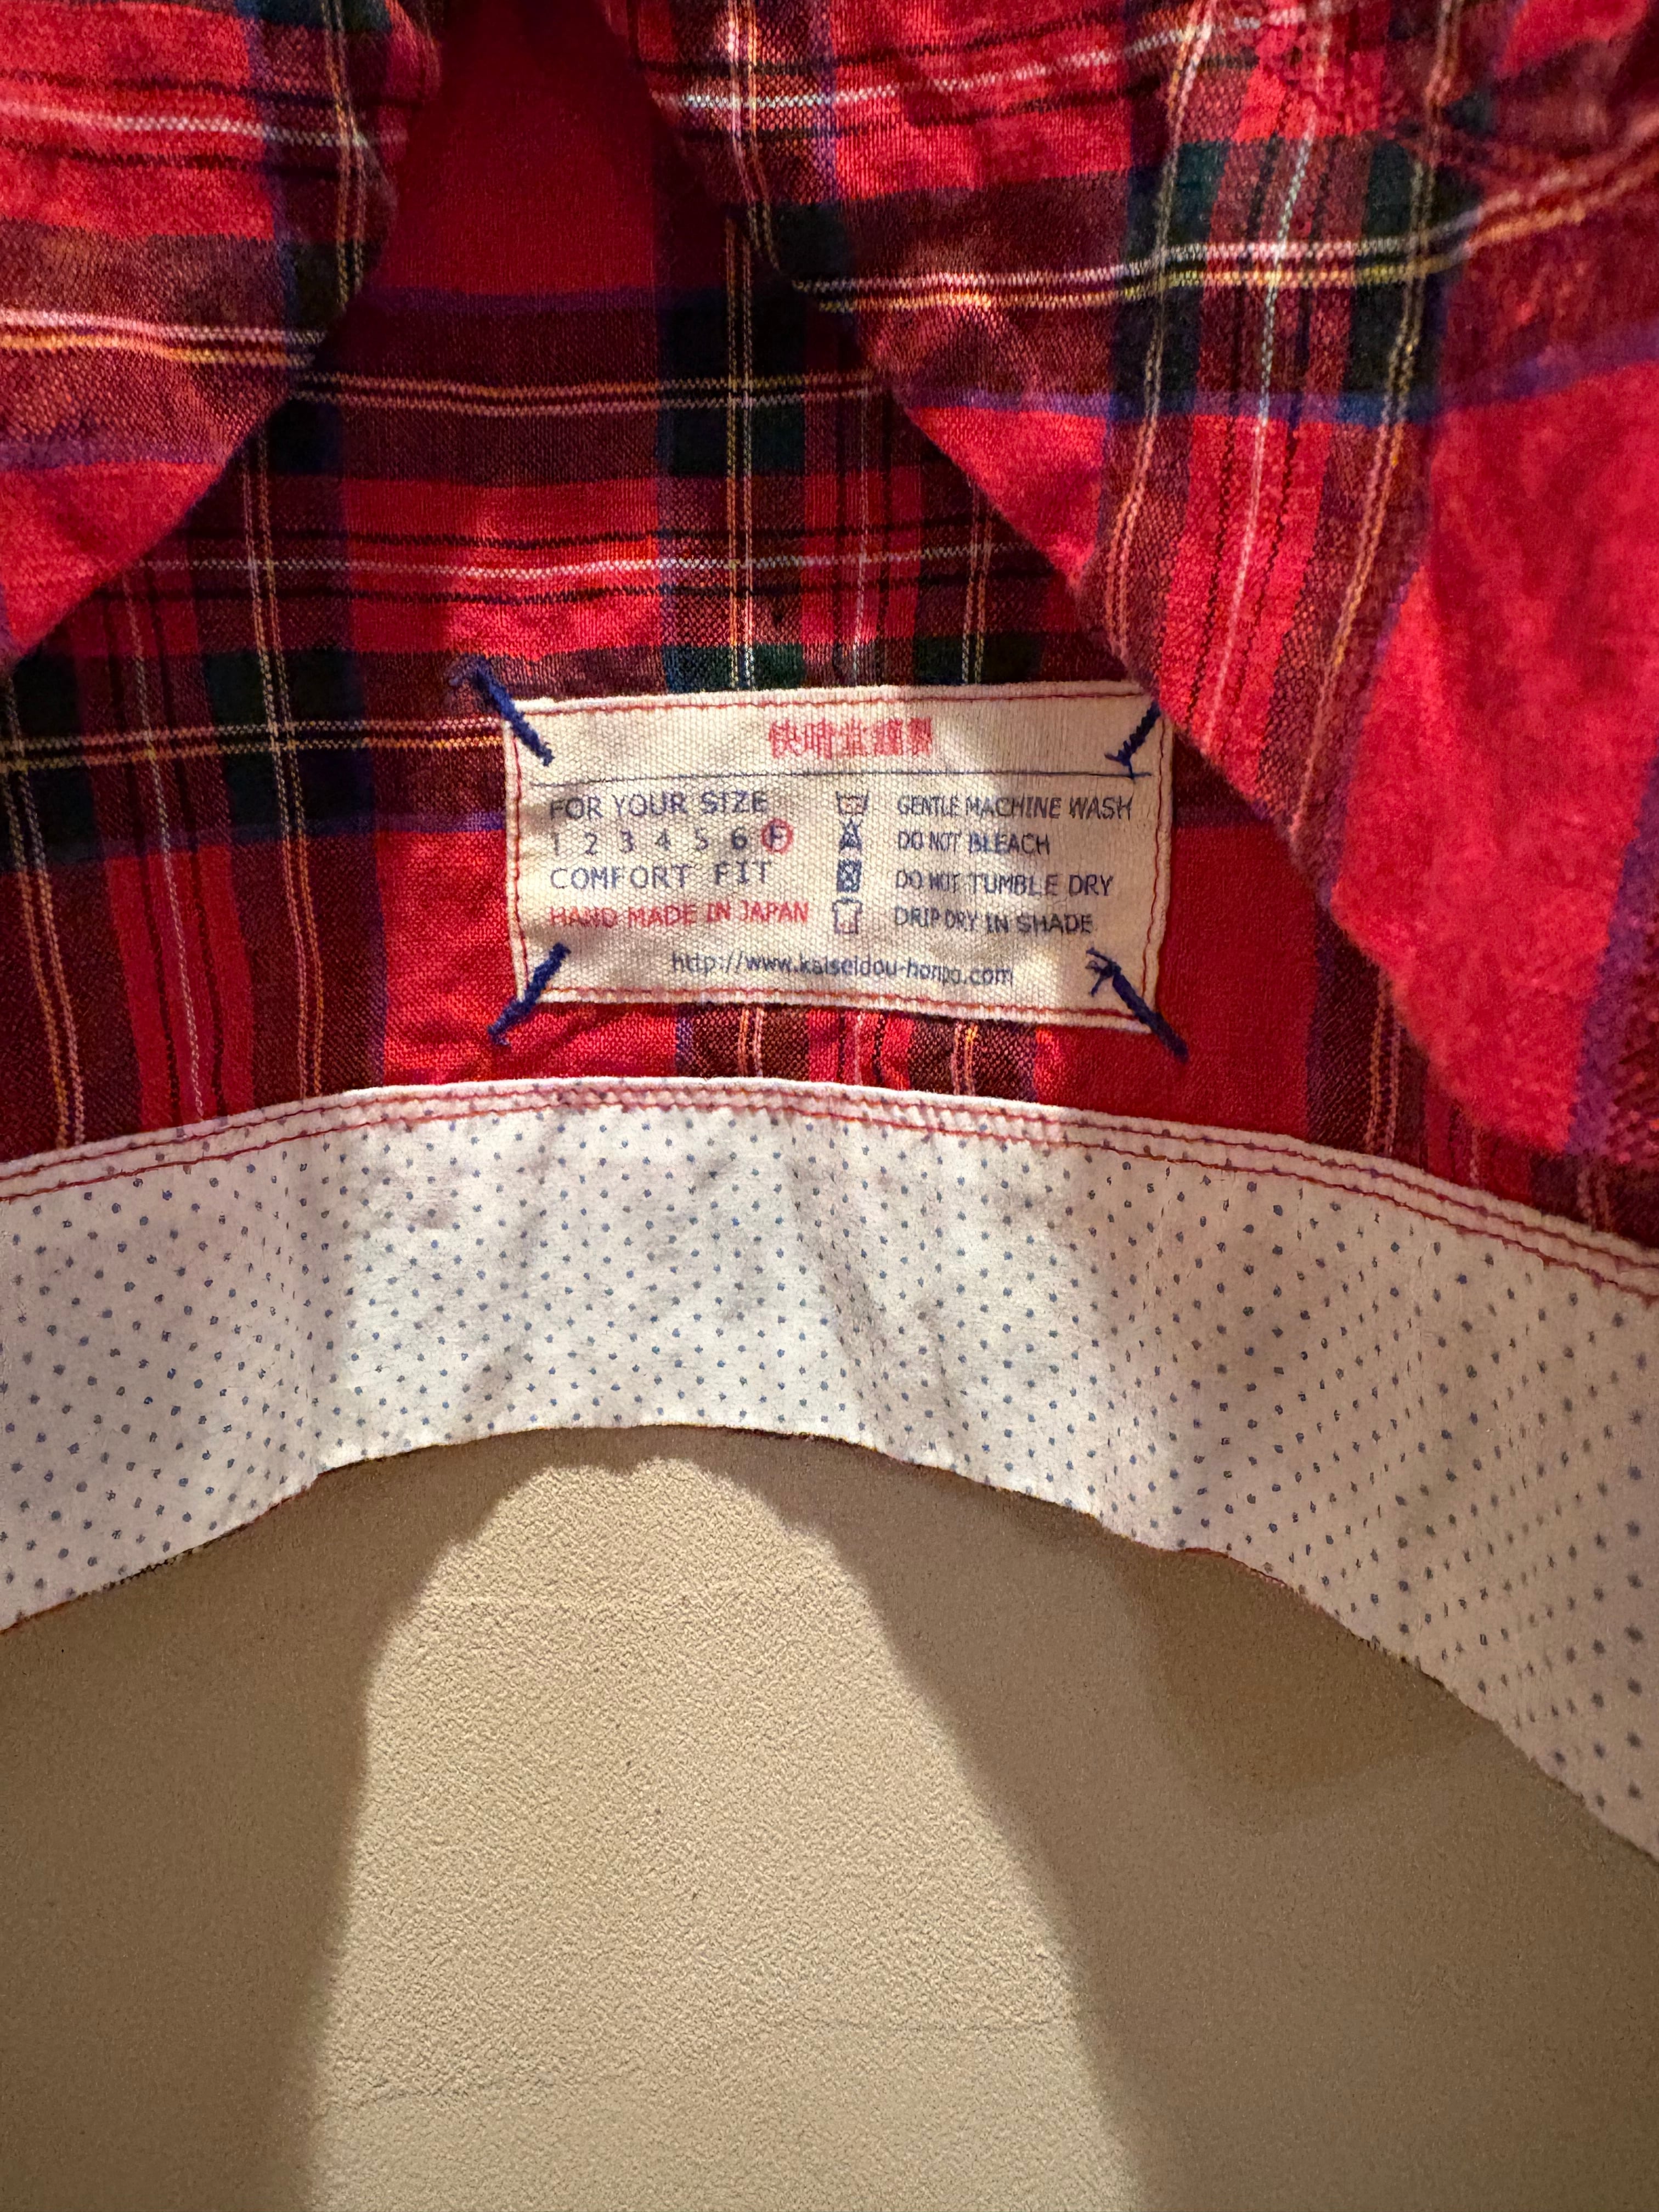 快晴堂謹製
FOR YOUR SIZE
1 2 3 4 5 6 F
COMFORT FIT
HAND MADE IN JAPAN
GENTLE MACHINE WASH
DO NOT BLEACH
DO NOT TUMBLE DRY
DRIP DRY IN SHADE
http://www.kaiseidou-honpo.com